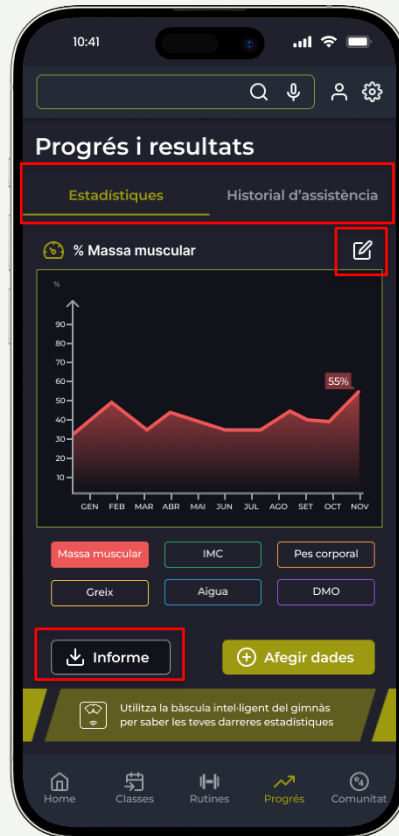 10:41
Progrés i resultats
Estadístiques
Historial d’assistència
% Massa muscular
%
90
80
70
60
50
40
30
20
10
55%
GEN FEB MAR ABR MAI JUN JUL AGO SET OCT NOV
Massa muscular
IMC
Pes corporal
Greix
Aigua
DMO
Informe
Afegir dades
Utilitza la bàscula intel·ligent del gimnàs
per saber les teves darreres estadístiques
Home
Classes
Rutines
Progrés
Comunitat